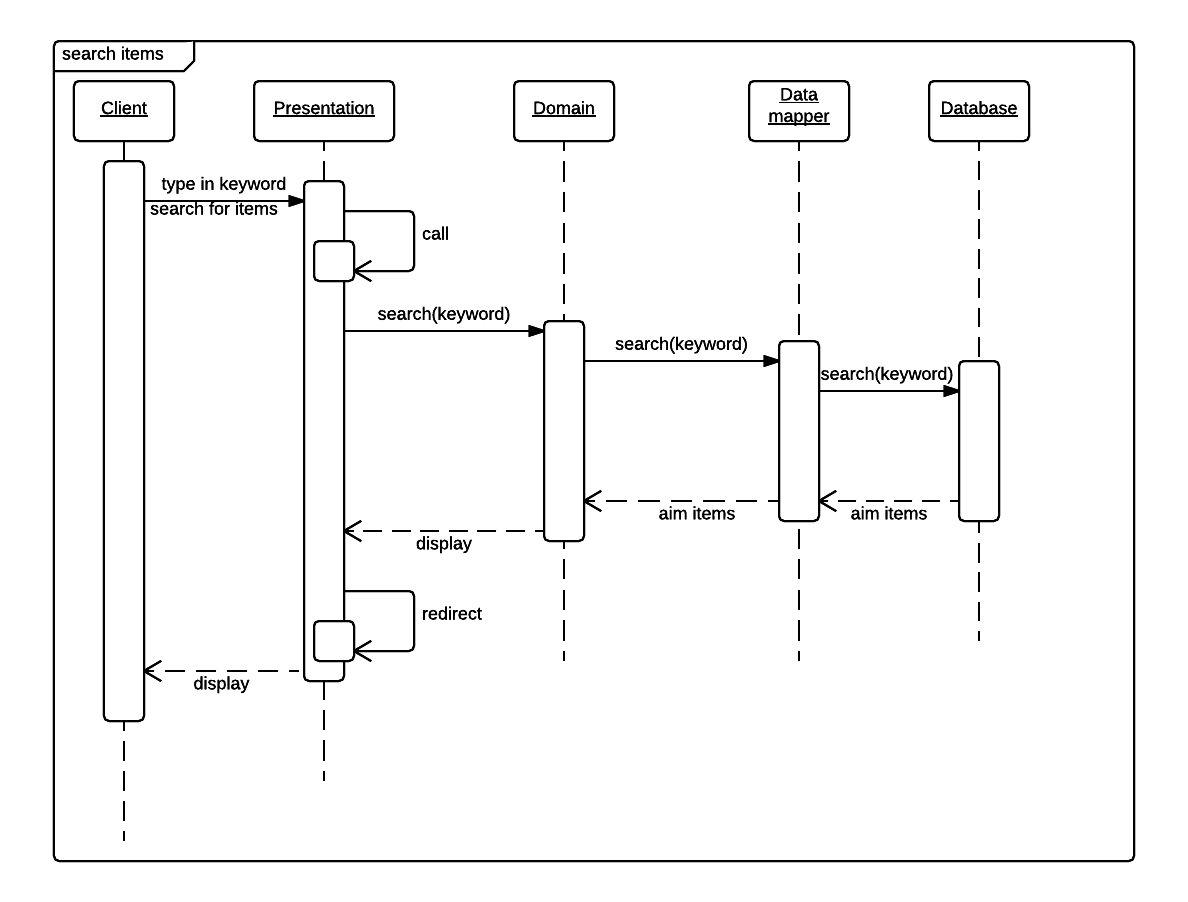 search items
Client
Presentation
Domain
Data
mapper
Database
type in keyword
search for items
call
search(keyword)
search(keyword)
search(keyword)
aim items
aim items
display
redirect
display